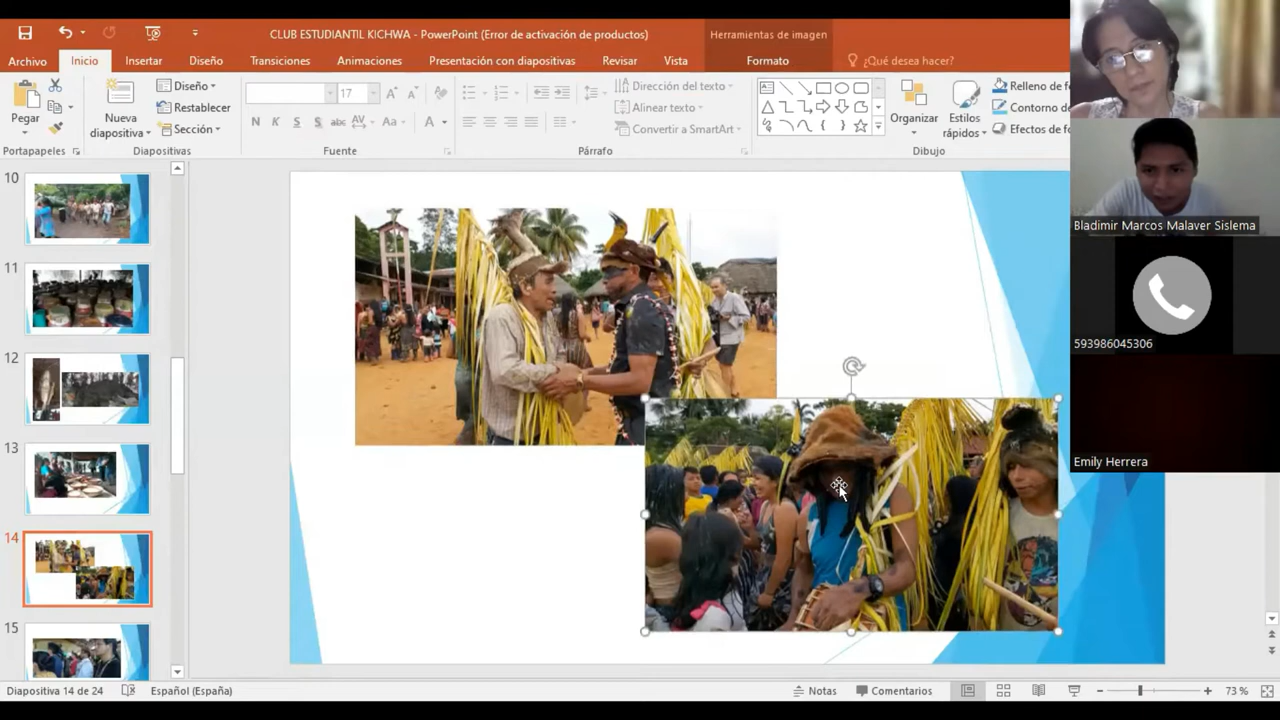 CLUB ESTUDIANTIL KICHWA - PowerPoint (Error de activación de productos)
Herramientas de imagen
Archivo Inicio Insertar Diseño Transiciones Animaciones Presentación con diapositivas Revisar Vista Formato ¿Qué desea hacer?
Pegar
Nueva diapositiva
Diseño
Restablecer
Sección
17
N K S S abc AV Aa A
Dirección del texto
Alinear texto
Convertir a SmartArt
Organizar
Estilos rápidos
Relleno de fo
Contorno de
Efectos de fo
Portapapeles Diapositivas Fuente Párrafo Dibujo
10
11
12
13
14
15
Bladimir Marcos Malaver Sislema
593986045306
Emily Herrera
Diapositiva 14 de 24 Español (España) Notas Comentarios 73 %